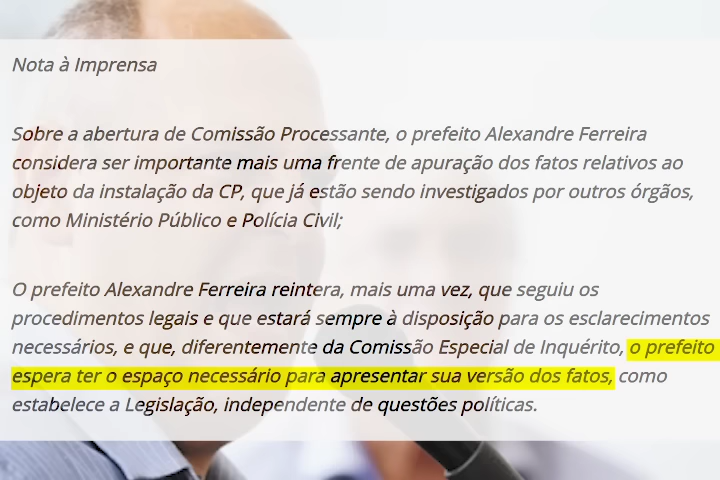 Nota à Imprensa
Sobre a abertura de Comissão Processante, o prefeito Alexandre Ferreira
considera ser importante mais uma frente de apuração dos fatos relativos ao
objeto da instalação da CP, que já estão sendo investigados por outros órgãos,
como Ministério Público e Polícia Civil;
O prefeito Alexandre Ferreira reintera, mais uma vez, que seguiu os
procedimentos legais e que estará sempre à disposição para os esclarecimentos
necessários, e que, diferentemente da Comissão Especial de Inquérito, o prefeito
espera ter o espaço necessário para apresentar sua versão dos fatos, como
estabelece a Legislação, independente de questões políticas.